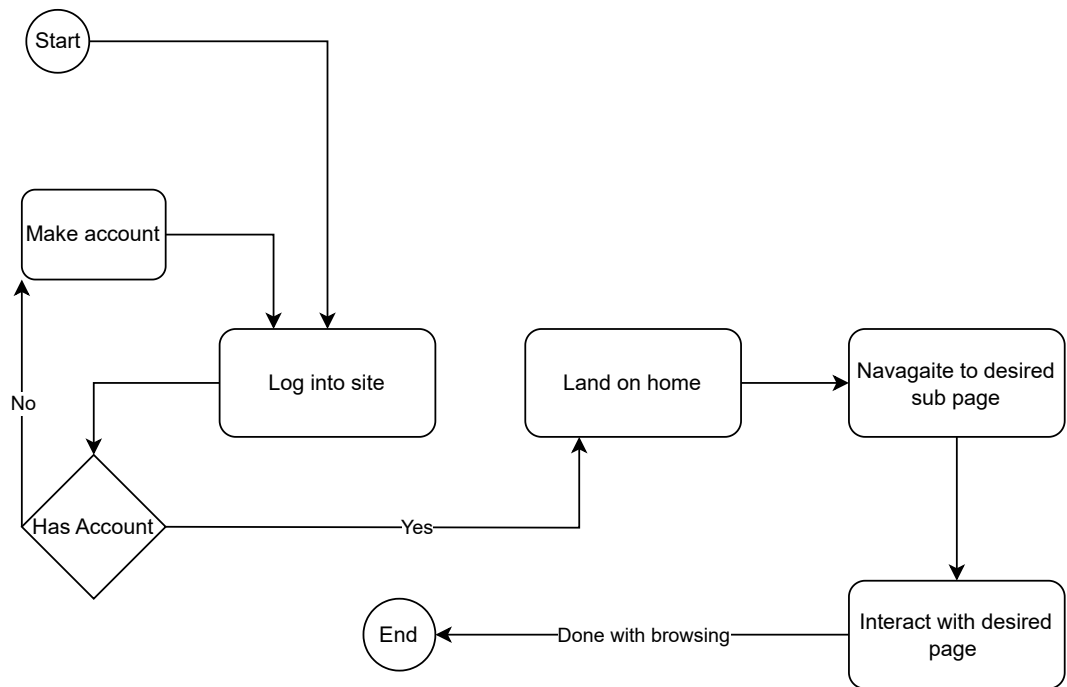 Start
Make account
Log into site
Land on home
Navagaite to desired
sub page
No
Has Account
Yes
Interact with desired
page
Done with browsing
End